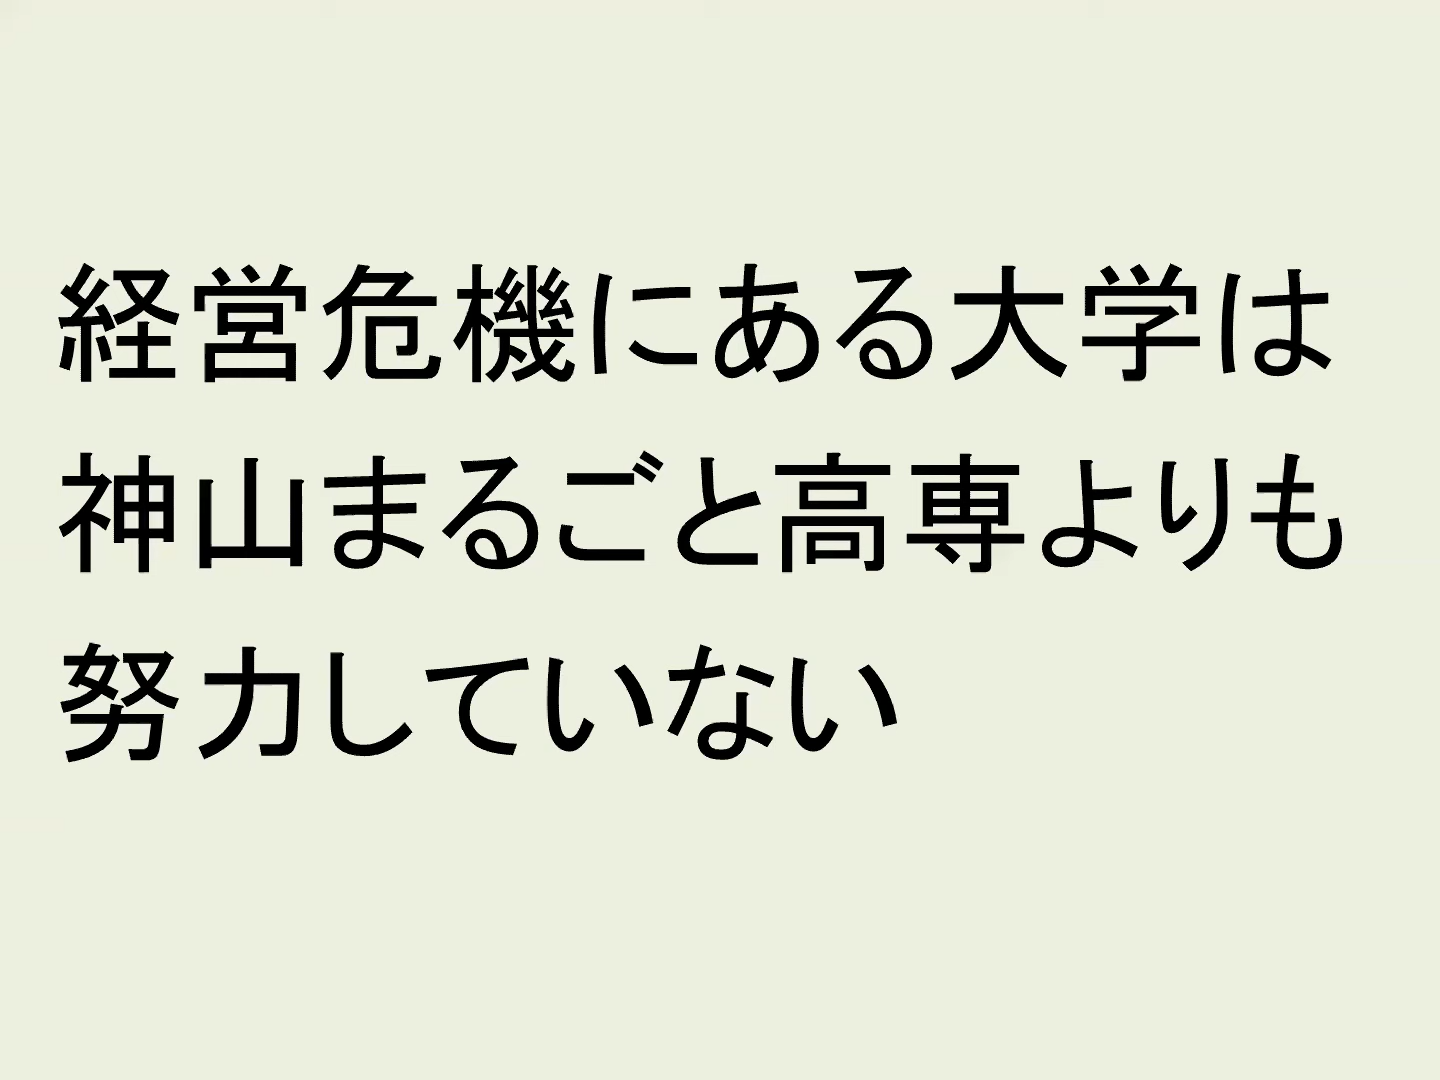 経営危機にある大学は
神山まるごと高専よりも
努力していない